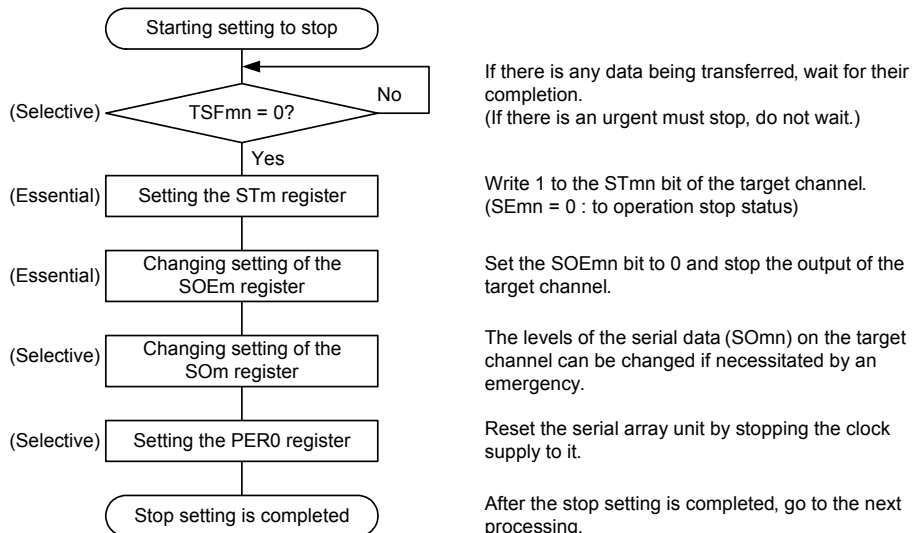 Starting setting to stop
If there is any data being transferred, wait for their
completion.
(If there is an urgent must stop, do not wait.)
(Selective)
TSFmn = 0?
No
Yes
(Essential)
Setting the STm register
Write 1 to the STmn bit of the target channel.
(SEmn = 0 : to operation stop status)
(Essential)
Changing setting of the
SOEm register
Set the SOEmn bit to 0 and stop the output of the
target channel.
(Selective)
Changing setting of the
SOm register
The levels of the serial data (SOmn) on the target
channel can be changed if necessitated by an
emergency.
(Selective)
Setting the PER0 register
Reset the serial array unit by stopping the clock
supply to it.
Stop setting is completed
After the stop setting is completed, go to the next
processing.